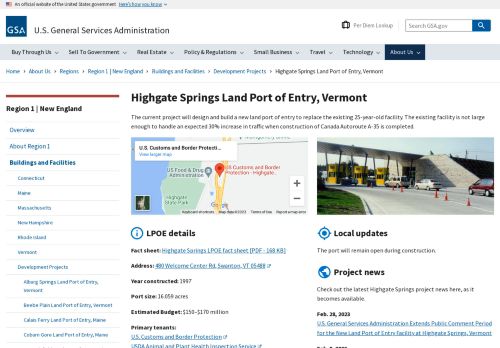 An official website of the United States government Here's how you know
GSA
U.S. General Services Administration
Per Diem Lookup
Search GSA.gov
Buy Through Us
Sell To Government
Real Estate
Policy & Regulations
Small Business
Travel
Technology
About Us
Home > About Us > Regions > Region 1 | New England > Buildings and Facilities > Development Projects > Highgate Springs Land Port of Entry, Vermont
Region 1 | New England
Overview
About Region 1
Buildings and Facilities
Connecticut
Maine
Massachusetts
New Hampshire
Rhode Island
Vermont
Development Projects
Alburg Springs Land Port of Entry,
Vermont
Beebe Plain Land Port of Entry, Vermont
Calais Ferry Land Port of Entry, Maine
Coburn Gore Land Port of Entry, Maine
Highgate Springs Land Port of Entry, Vermont
The current project will design and build a new land port of entry to replace the existing 25-year-old facility. The existing facility is not large
enough to handle an expected 30% increase in traffic when construction of Canada Autoroute A-35 is completed.
U.S. Customs and Border Protecti...
View larger map
U.S. Customs and
Border Protection -
Highgate...
US Food & Drug
Administration
Highgate
State Park
Keyboard shortcuts
Map data ©2023
Terms of Use
Report a map error
LPOE details
Fact sheet: Highgate Springs LPOE fact sheet [PDF - 168 KB]
Address: 480 Welcome Center Rd, Swanton, VT 05488
Year constructed: 1997
Port size: 16.059 acres
Estimated Budget: $150-$170 million
Primary tenants:
U.S. Customs and Border Protection
USDA Animal and Plant Health Inspection Service
Local updates
The port will remain open during construction.
Project news
Check out the latest Highgate Springs project news here, as it
becomes available.
Feb. 28, 2023
U.S. General Services Administration Extends Public Comment Period
for the New Land Port of Entry Facility at Highgate Springs, Vermont